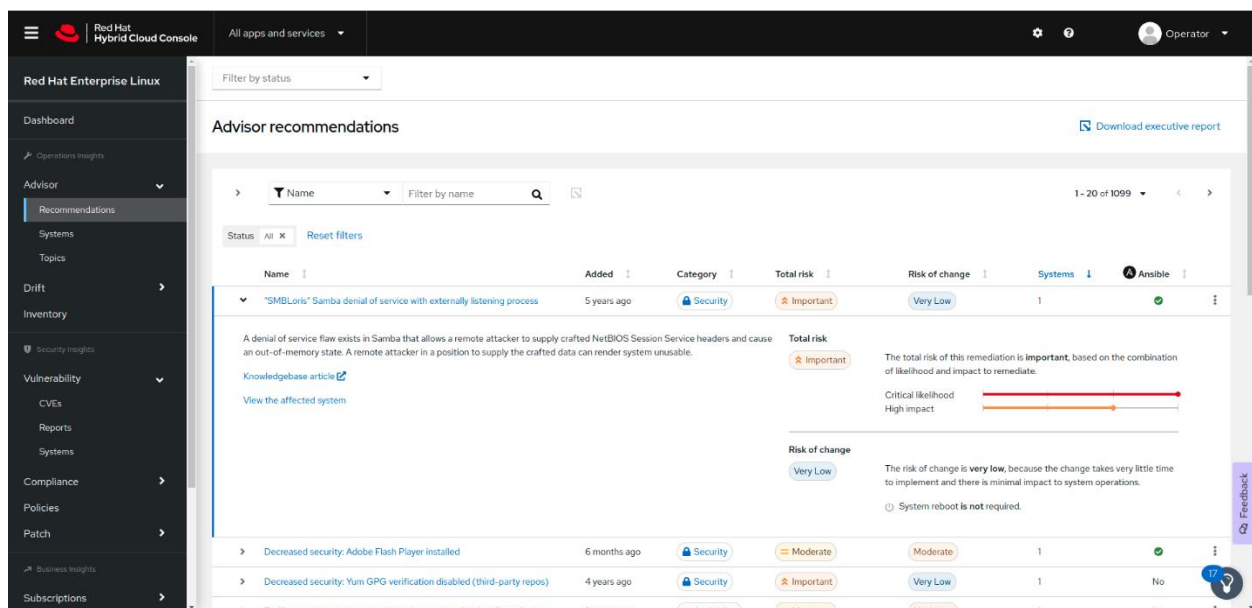 Red Hat
Hybrid Cloud Console
All apps and services
Operator
Red Hat Enterprise Linux
Dashboard
Operations Insights
Advisor
Recommendations
Systems
Topics
Drift
Inventory
Security Insights
Vulnerability
CVEs
Reports
Systems
Compliance
Policies
Patch
Business Insights
Subscriptions
Filter by status
Advisor recommendations
Download executive report
Name
Filter by name
1 - 20 of 1099
Status All
Reset filters
Name Added Category Total risk Risk of change Systems Ansible
"SMBLoris" Samba denial of service with externally listening process 5 years ago Security Important Very Low 1
A denial of service flaw exists in Samba that allows a remote attacker to supply crafted NetBIOS Session Service headers and cause
an out-of-memory state. A remote attacker in a position to supply the crafted data can render system unusable.
Knowledgebase article
View the affected system
Total risk
Important
The total risk of this remediation is important, based on the combination
of likelihood and impact to remediate.
Critical likelihood
High impact
Risk of change
Very Low
The risk of change is very low, because the change takes very little time
to implement and there is minimal impact to system operations.
System reboot is not required.
Decreased security: Adobe Flash Player installed 6 months ago Security Moderate Moderate 1
Decreased security: Yum GPG verification disabled (third-party repos) 4 years ago Security Important Very Low 1 No
Feedback
17